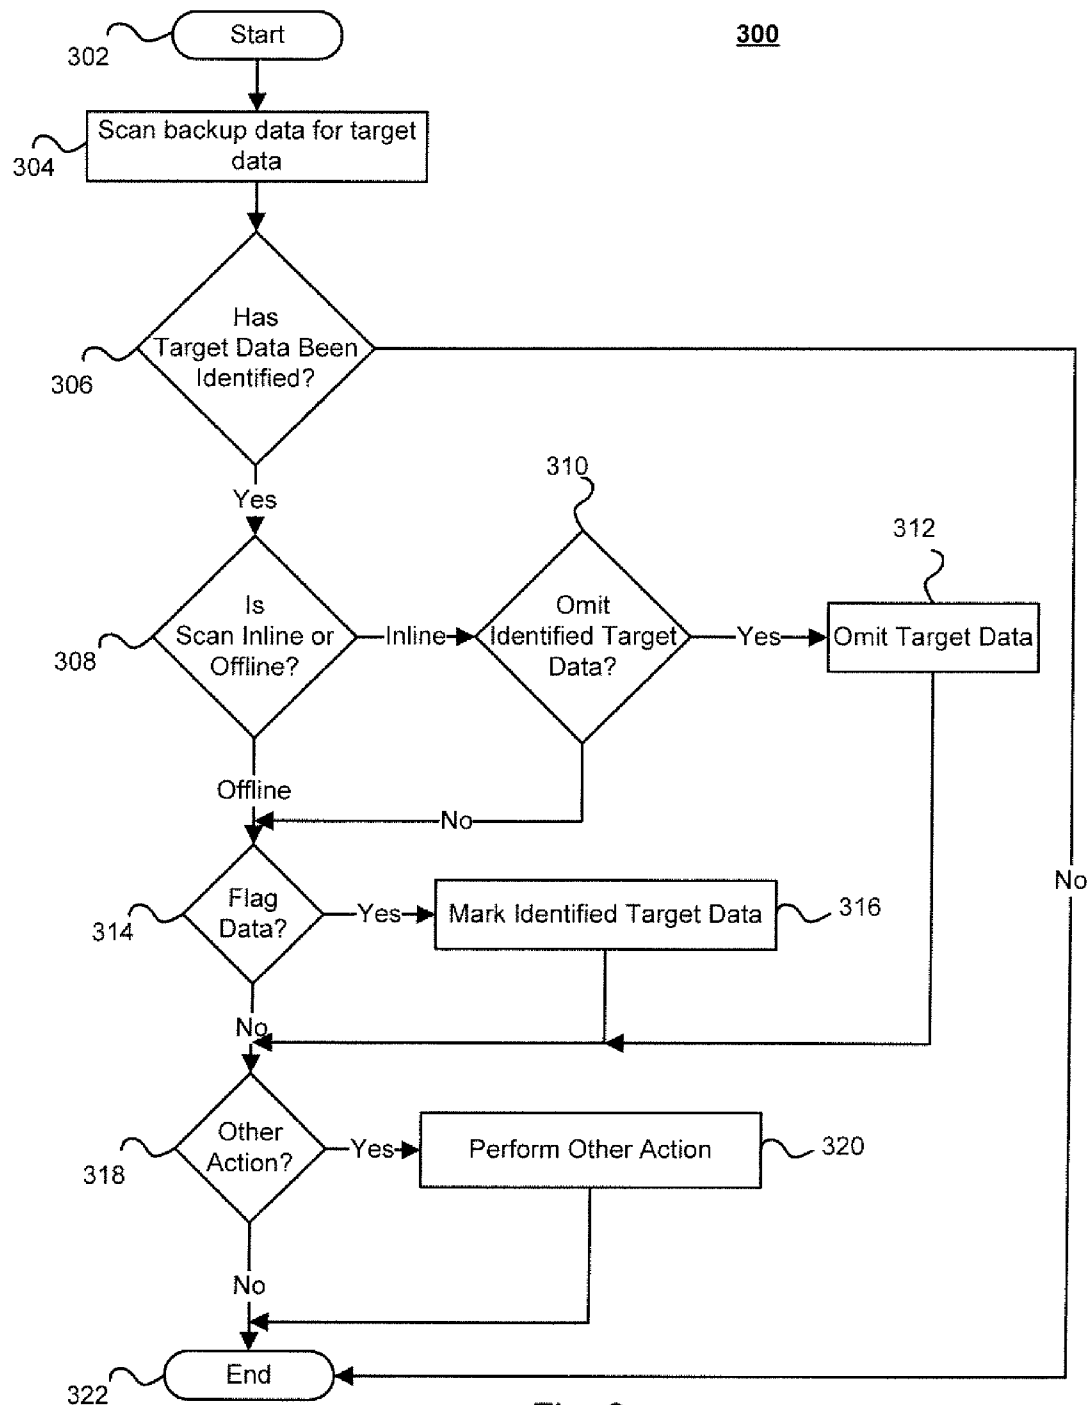 Start
300
302
Scan backup data for target
data
304
Has
Target Data Been
Identified?
306
Yes
310
312
Is
Scan Inline or
Offline?
308
Inline
Omit
Identified Target
Data?
Yes
Omit Target Data
Offline
No
No
Flag
Data?
314
Yes
Mark Identified Target Data
316
No
Other
Action?
318
Yes
Perform Other Action
320
No
End
322